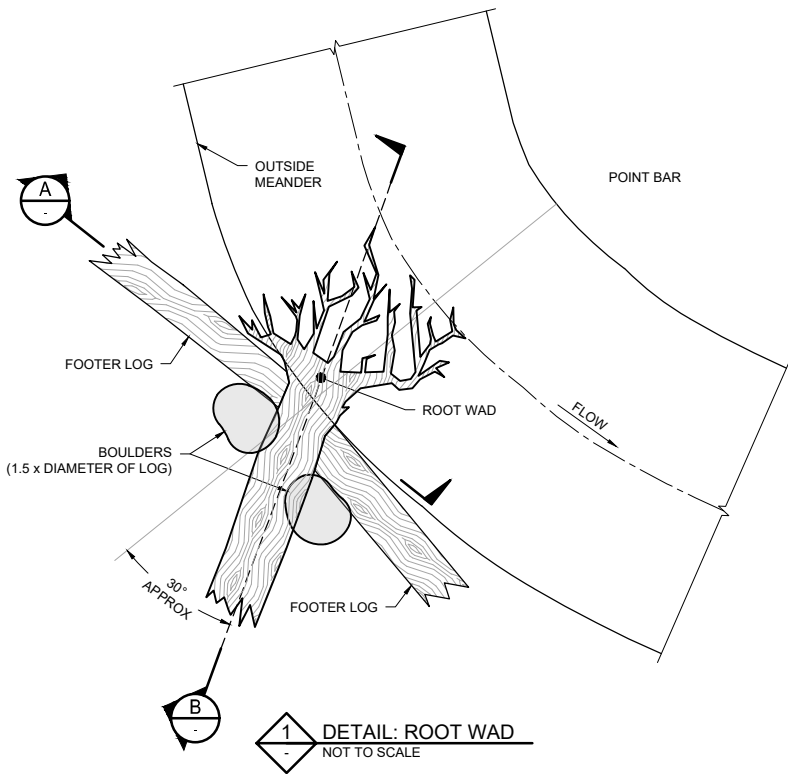 OUTSIDE
MEANDER
POINT BAR
A
-
FOOTER LOG
ROOT WAD
FLOW
BOULDERS
(1.5 x DIAMETER OF LOG)
30°
APPROX
FOOTER LOG
B
-
1
-
DETAIL: ROOT WAD
NOT TO SCALE